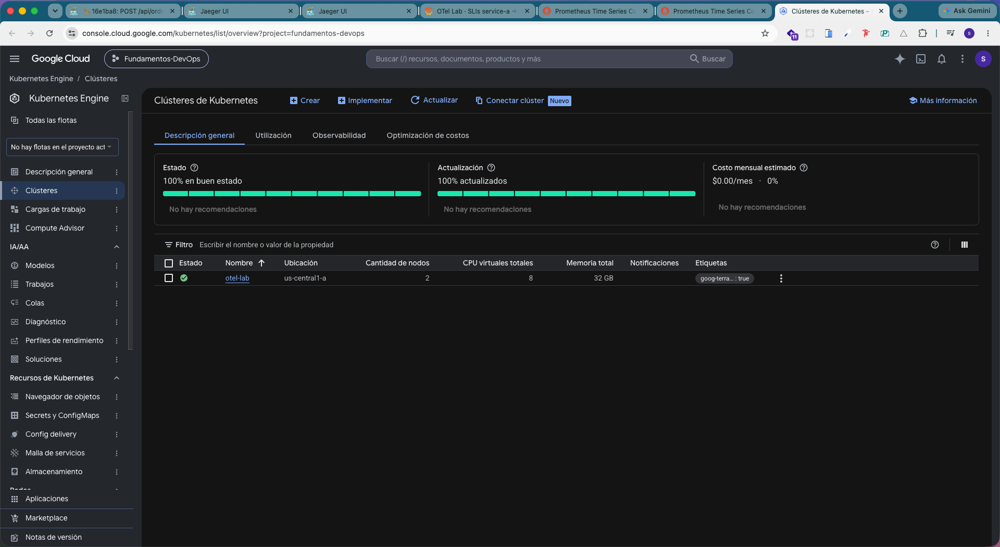 16e1ba8: POST /api/orde
Jaeger UI
Jaeger UI
OTel Lab · SLIs service-a →
Prometheus Time Series Co
Prometheus Time Series Co
Clústeres de Kubernetes –
Ask Gemini
console.cloud.google.com/kubernetes/list/overview?project=fundamentos-devops
11
S
Google Cloud
Fundamentos-DevOps
Buscar (/) recursos, documentos, productos y más
Buscar
S
Kubernetes Engine / Clústeres
Kubernetes Engine
Todas las flotas
No hay flotas en el proyecto act
Descripción general
Clústeres
Cargas de trabajo
Compute Advisor
IA/AA
Modelos
Trabajos
Colas
Diagnóstico
Perfiles de rendimiento
Soluciones
Recursos de Kubernetes
Navegador de objetos
Secrets y ConfigMaps
Config delivery
Malla de servicios
Almacenamiento
Aplicaciones
Marketplace
Notas de versión
Clústeres de Kubernetes
Crear
Implementar
Actualizar
Conectar clúster
Nuevo
Más información
Descripción general
Utilización
Observabilidad
Optimización de costos
Estado
100% en buen estado
No hay recomendaciones
Actualización
100% actualizados
No hay recomendaciones
Costo mensual estimado
$0.00/mes · 0%
No hay recomendaciones
Filtro Escribir el nombre o valor de la propiedad
Estado Nombre Ubicación Cantidad de nodos CPU virtuales totales Memoria total Notificaciones Etiquetas
otel-lab us-central1-a 2 8 32 GB goog-terra... : true